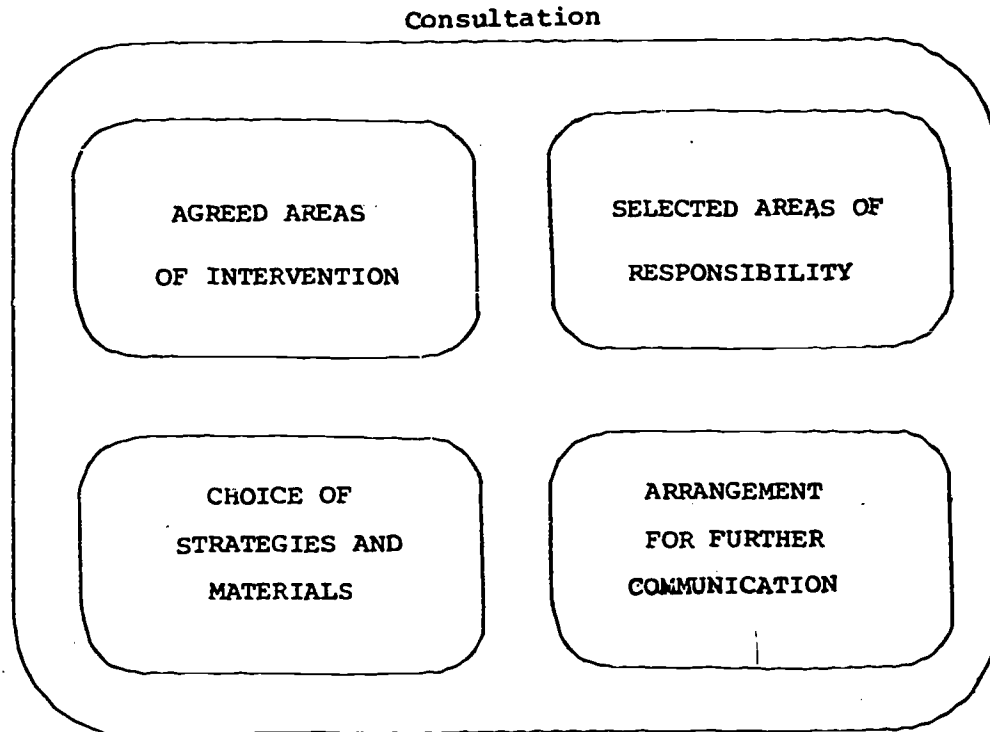 Consultation
AGREED AREAS
OF INTERVENTION
SELECTED AREAS OF
RESPONSIBILITY
CHOICE OF
STRATEGIES AND
MATERIALS
ARRANGEMENT
FOR FURTHER
COMMUNICATION